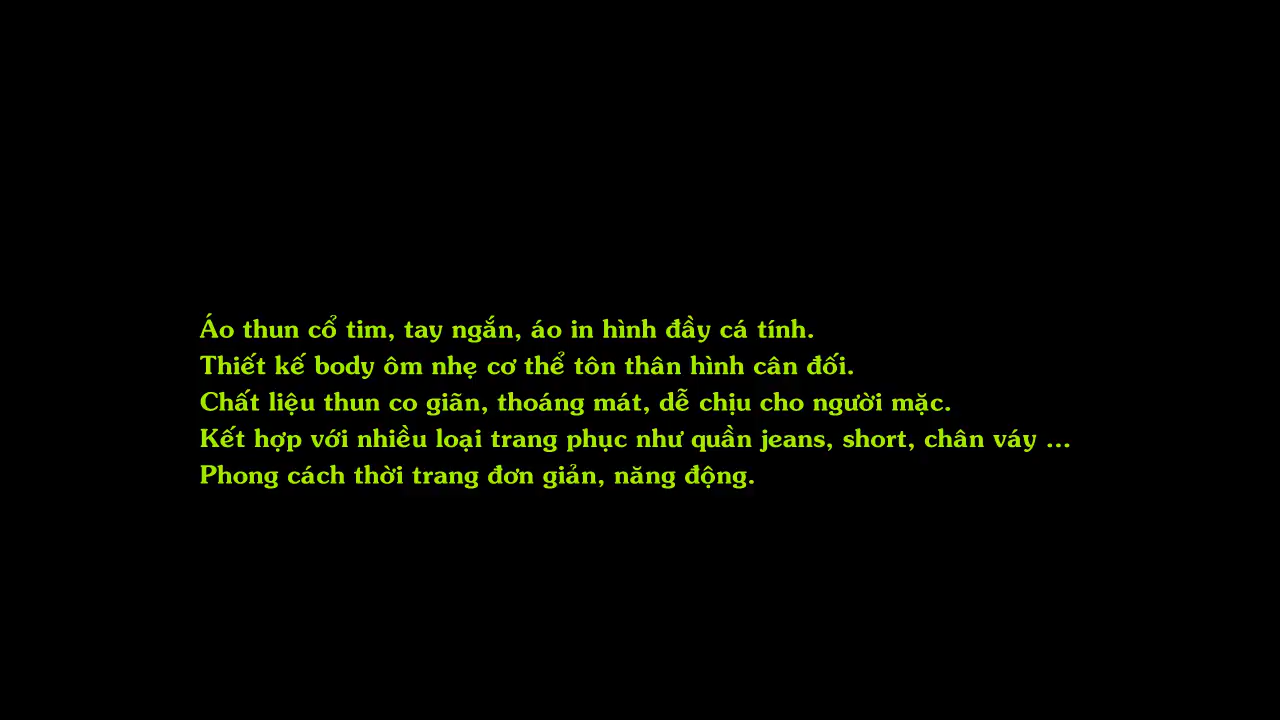 Áo thun cổ tim, tay ngắn, áo in hình đầy cá tính.
Thiết kế body ôm nhẹ cơ thể tôn thân hình cân đối.
Chất liệu thun co giãn, thoáng mát, dễ chịu cho người mặc.
Kết hợp với nhiều loại trang phục như quần jeans, short, chân váy ...
Phong cách thời trang đơn giản, năng động.